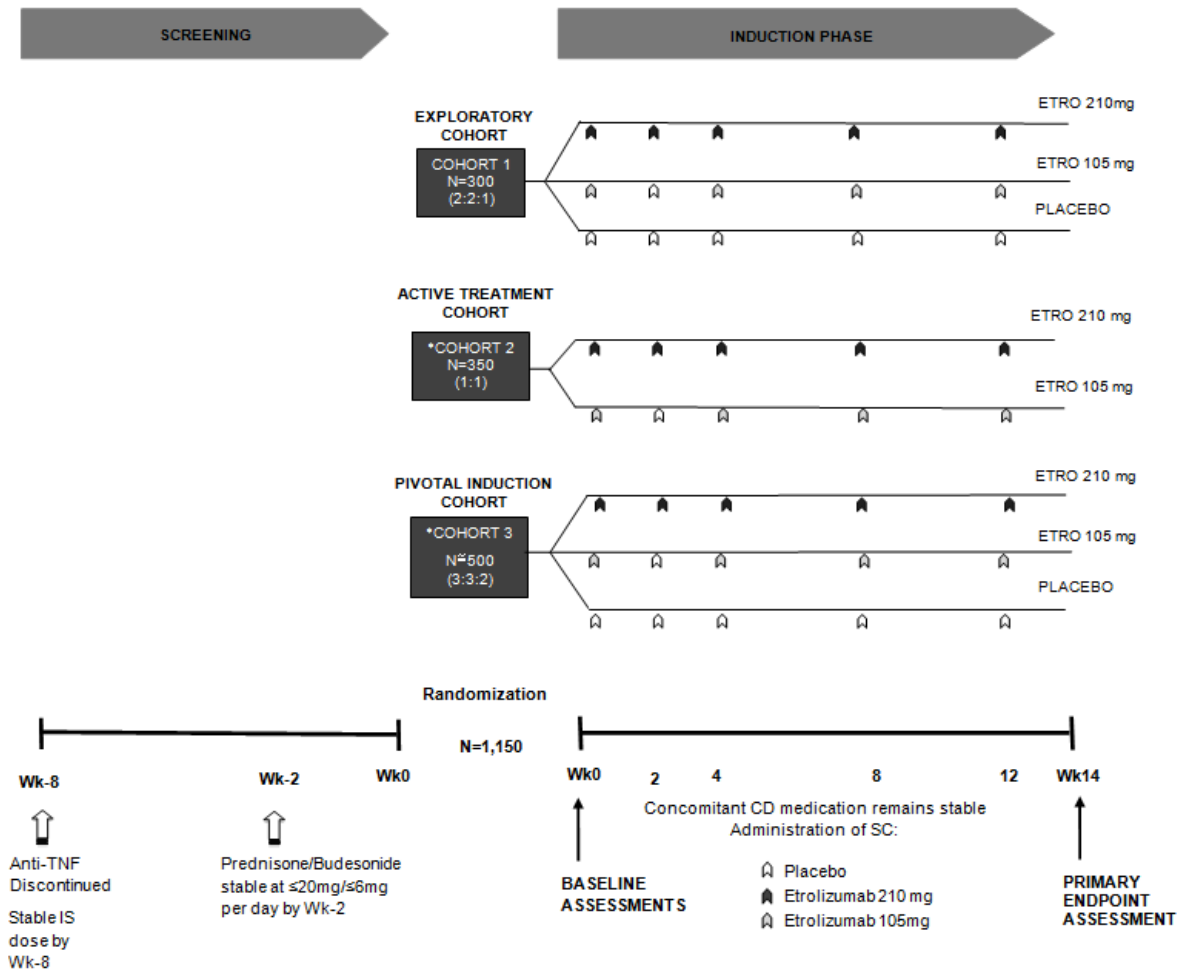 SCREENING
INDUCTION PHASE
EXPLORATORY
COHORT
COHORT 1
N=300
(2:2:1)
ETRO 210mg
ETRO 105 mg
PLACEBO
ACTIVE TREATMENT
COHORT
*COHORT 2
N=350
(1:1)
ETRO 210 mg
ETRO 105 mg
PIVOTAL INDUCTION
COHORT
*COHORT 3
N≅500
(3:3:2)
ETRO 210 mg
ETRO 105 mg
PLACEBO
Randomization
N=1,150
Wk-8
Wk-2
Wk0
Wk0
2
4
8
12
Wk14
Anti-TNF
Discontinued
Stable IS
dose by
Wk-8
Prednisone/Budesonide
stable at ≤20mg/≤6mg
per day by Wk-2
Concomitant CD medication remains stable
Administration of SC:
Placebo
Etrolizumab 210 mg
Etrolizumab 105mg
BASELINE
ASSESSMENTS
PRIMARY
ENDPOINT
ASSESSMENT